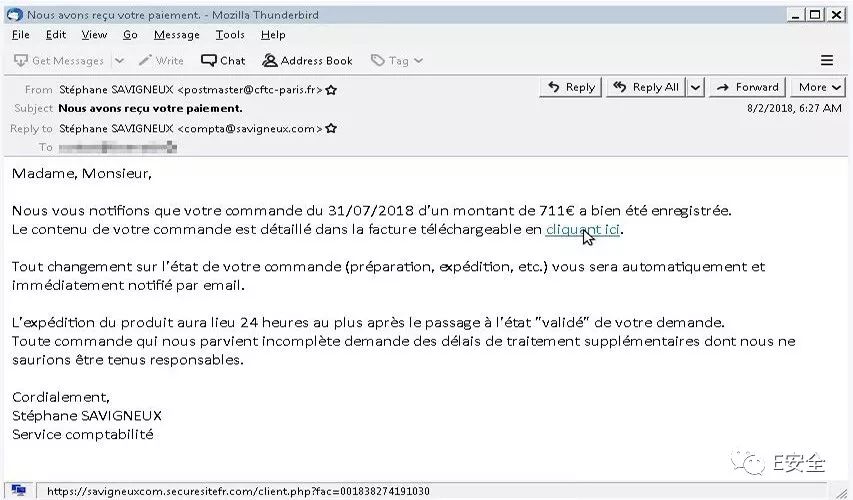 Nous avons reçu votre paiement. - Mozilla Thunderbird
File Edit View Go Message Tools Help
Get Messages Write Chat Address Book Tag
From Stéphane SAVIGNEUX <postmaster@cftc-paris.fr> Reply Reply All Forward More
Subject Nous avons reçu votre paiement. 8/2/2018, 6:27 AM
Reply to Stéphane SAVIGNEUX <compta@savigneux.com>
To
Madame, Monsieur,
Nous vous notifions que votre commande du 31/07/2018 d'un montant de 711€ a bien été enregistrée.
Le contenu de votre commande est détaillé dans la facture téléchargeable en cliquant ici.
Tout changement sur l'état de votre commande (préparation, expédition, etc.) vous sera automatiquement et
immédiatement notifié par email.
L'expédition du produit aura lieu 24 heures au plus après le passage à l'état "validé" de votre demande.
Toute commande qui nous parvient incomplète demande des délais de traitement supplémentaires dont nous ne
saurions être tenus responsables.
Cordialement,
Stéphane SAVIGNEUX
Service comptabilité
E安全
https://savigneuxcom.securesitefr.com/client.php?fac=001838274191030